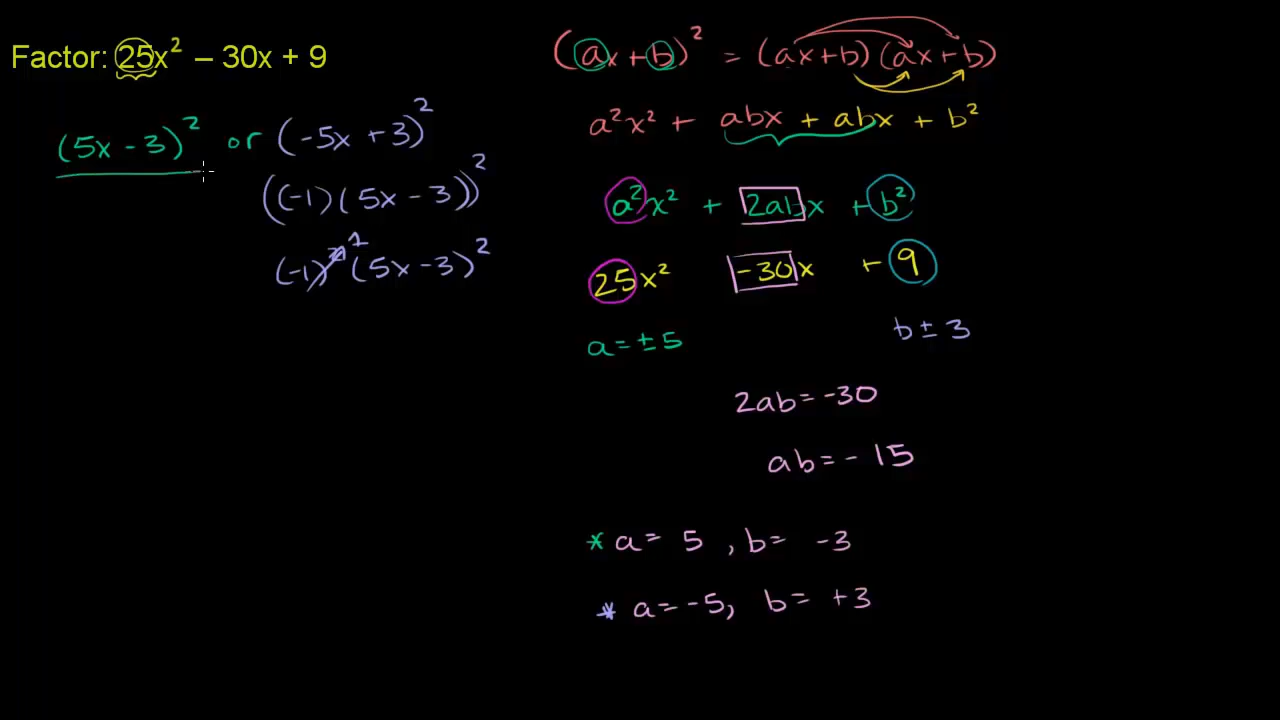 Factor: 25x² – 30x + 9
(5x - 3)² or (-5x + 3)²
((-1)(5x - 3))²
(-1)² 1 (5x - 3)²
(ax + b)² = (ax + b)(ax + b)
a²x² + abx + abx + b²
a²x² + 2abx + b²
25x² -30x + 9
a = ± 5
b ± 3
2ab = -30
ab = - 15
* a = 5 , b = -3
* a = -5, b = +3